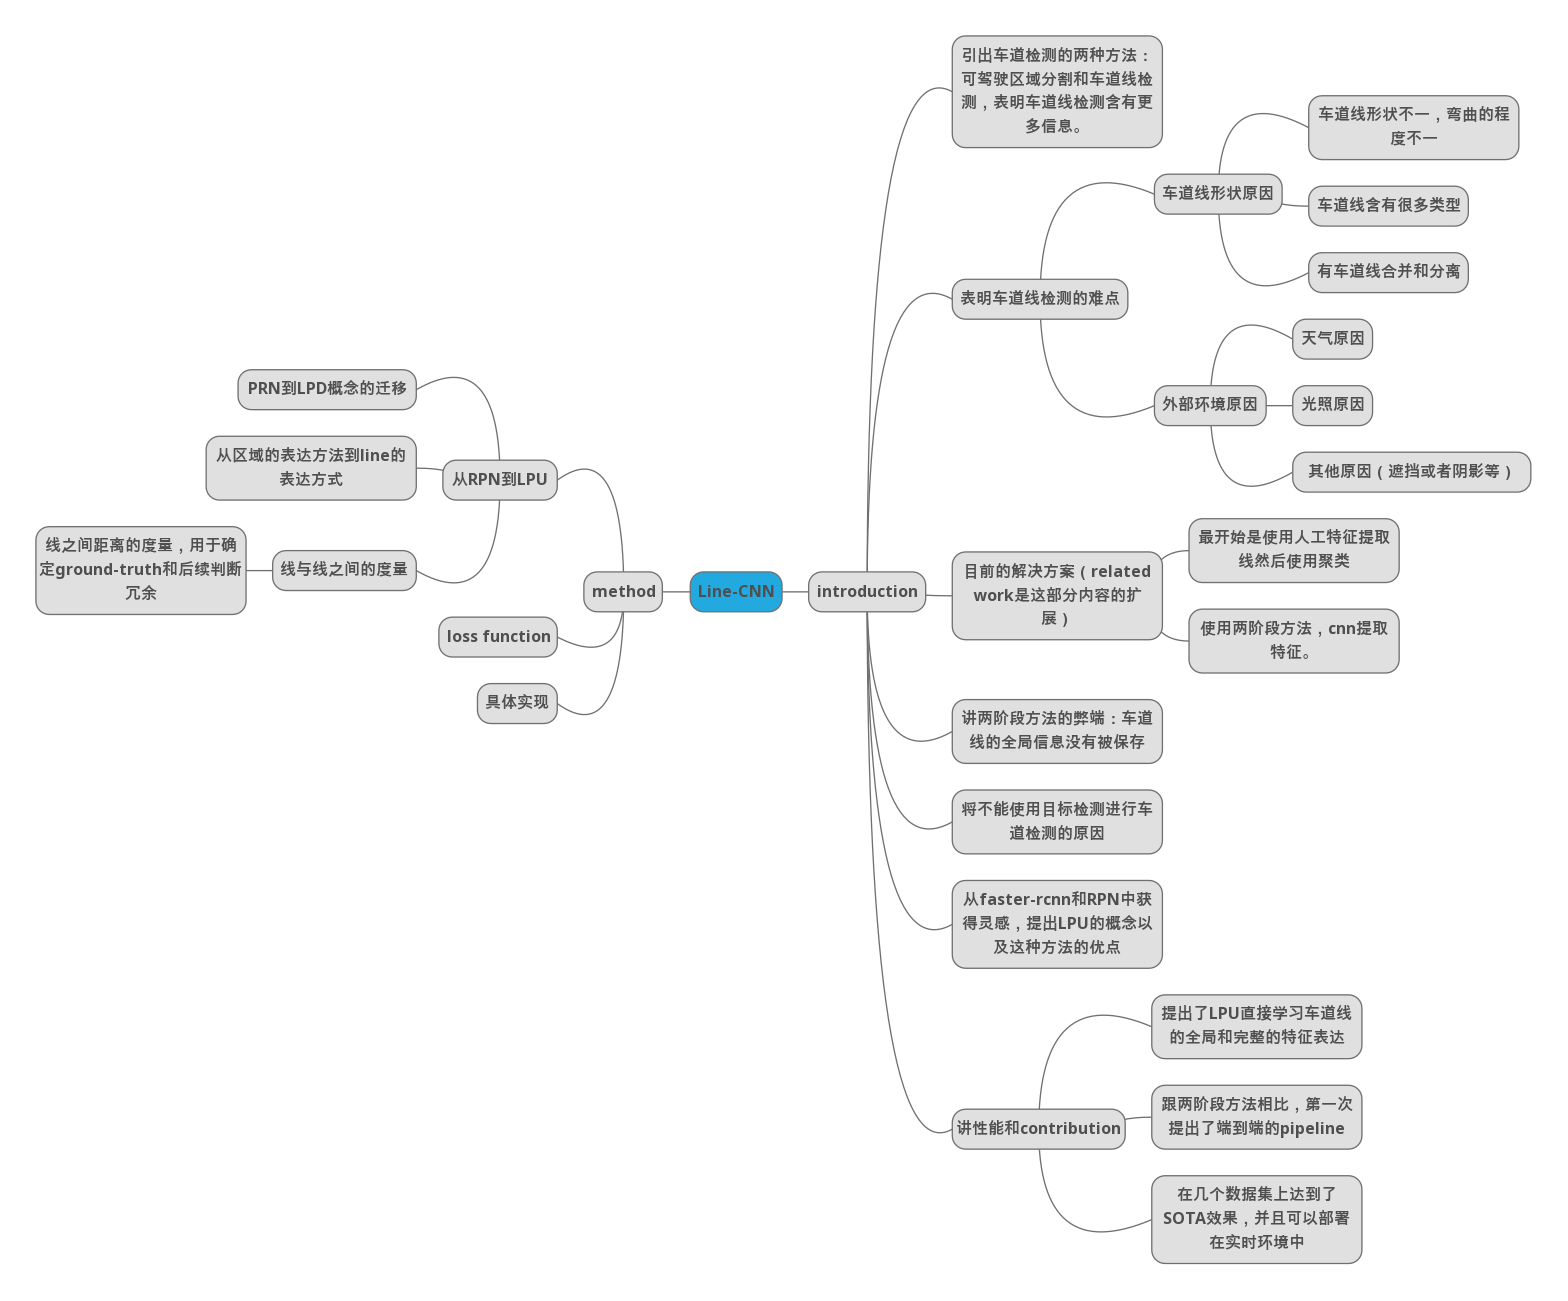 Line-CNN
introduction
引出车道检测的两种方法：
可驾驶区域分割和车道线检
测，表明车道线检测含有更
多信息。
表明车道线检测的难点
车道线形状原因
车道线形状不一，弯曲的程
度不一
车道线含有很多类型
有车道线合并和分离
外部环境原因
天气原因
光照原因
其他原因（遮挡或者阴影等）
目前的解决方案（related
work是这部分内容的扩
展）
最开始是使用人工特征提取
线然后使用聚类
使用两阶段方法，cnn提取
特征。
讲两阶段方法的弊端：车道
线的全局信息没有被保存
将不能使用目标检测进行车
道检测的原因
从faster-rcnn和RPN中获
得灵感，提出LPU的概念以
及这种方法的优点
讲性能和contribution
提出了LPU直接学习车道线
的全局和完整的特征表达
跟两阶段方法相比，第一次
提出了端到端的pipeline
在几个数据集上达到了
SOTA效果，并且可以部署
在实时环境中
method
从RPN到LPU
PRN到LPD概念的迁移
从区域的表达方法到line的
表达方式
线与线之间的度量
线之间距离的度量，用于确
定ground-truth和后续判断
冗余
loss function
具体实现